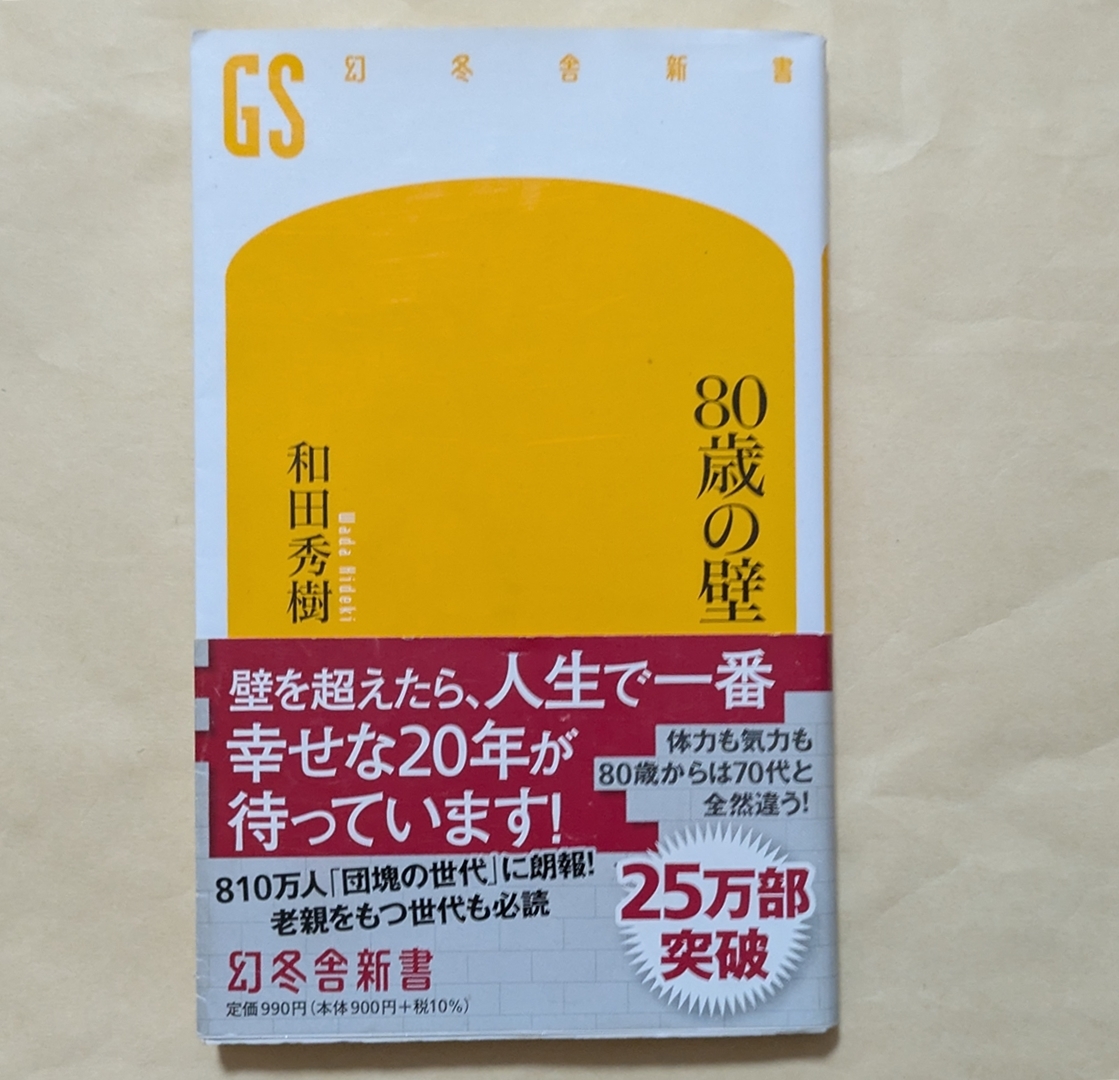 GS
幻冬舎新書
80歳の壁
和田秀樹
Wada Hideki
壁を超えたら、人生で一番
幸せな20年が
待っています!
体力も気力も
80歳からは70代と
全然違う!
810万人「団塊の世代」に朗報!
老親をもつ世代も必読
25万部
突破
幻冬舎新書
定価990円(本体900円+税10%)